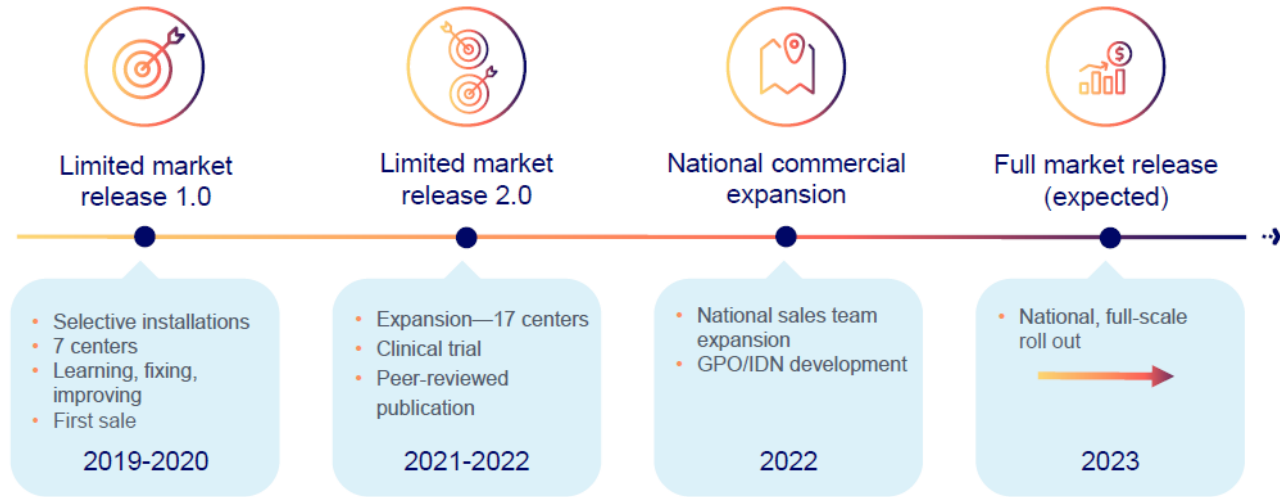 $
Limited market
release 1.0
Limited market
release 2.0
National commercial
expansion
Full market release
(expected)
• Selective installations
• 7 centers
• Learning, fixing,
improving
• First sale
2019-2020
• Expansion—17 centers
• Clinical trial
• Peer-reviewed
publication
2021-2022
• National sales team
expansion
• GPO/IDN development
2022
• National, full-scale
roll out
2023